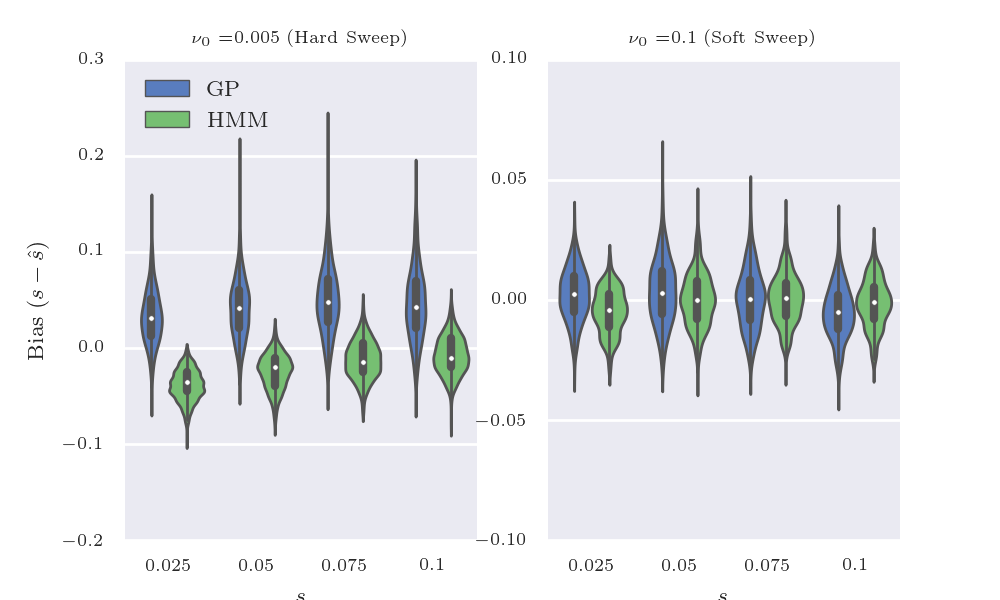 ν₀ =0.005 (Hard Sweep)
GP
HMM
0.3
0.2
0.1
0.0
−0.1
−0.2
Bias (s − ŝ)
0.025 0.05 0.075 0.1
s
ν₀ =0.1 (Soft Sweep)
0.10
0.05
0.00
−0.05
−0.10
0.025 0.05 0.075 0.1
s